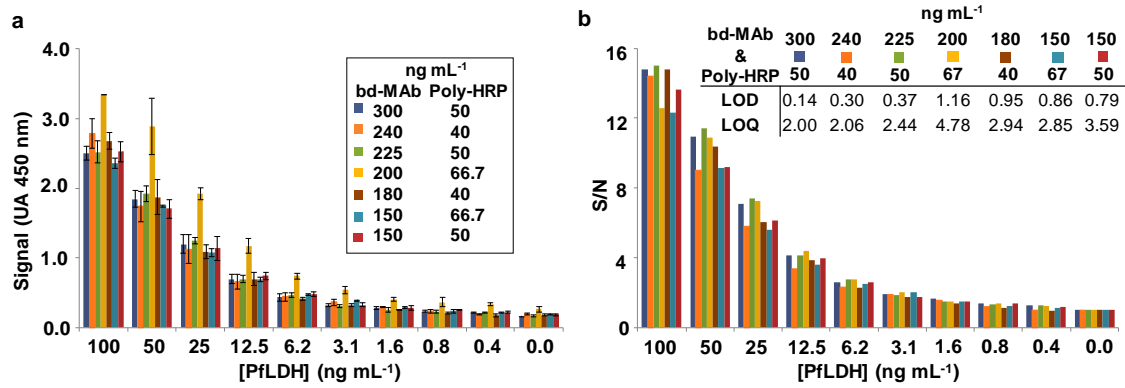 a
Signal (UA 450 nm)
4.0
3.0
2.0
1.0
0.0
ng mL⁻¹
bd-MAb Poly-HRP
300 50
240 40
225 50
200 66.7
180 40
150 66.7
150 50
100 50 25 12.5 6.2 3.1 1.6 0.8 0.4 0.0
[PfLDH] (ng mL⁻¹)
b
S/N
16
12
8
4
0
ng mL⁻¹
bd-MAb 300 240 225 200 180 150 150
&
Poly-HRP 50 40 50 67 40 67 50
LOD 0.14 0.30 0.37 1.16 0.95 0.86 0.79
LOQ 2.00 2.06 2.44 4.78 2.94 2.85 3.59
100 50 25 12.5 6.2 3.1 1.6 0.8 0.4 0.0
[PfLDH] (ng mL⁻¹)